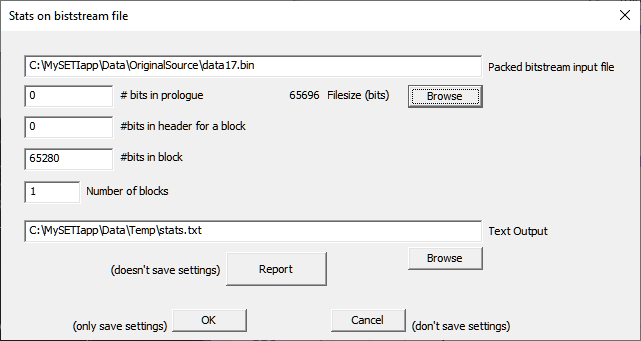 Stats on biststream file
C:\MySETIapp\Data\OriginalSource\data17.bin
Packed bitstream input file
0 # bits in prologue 65696 Filesize (bits) Browse
0 #bits in header for a block
65280 #bits in block
1 Number of blocks
C:\MySETIapp\Data\Temp\stats.txt
Text Output
Browse
(doesn't save settings) Report
(only save settings) OK Cancel (don't save settings)